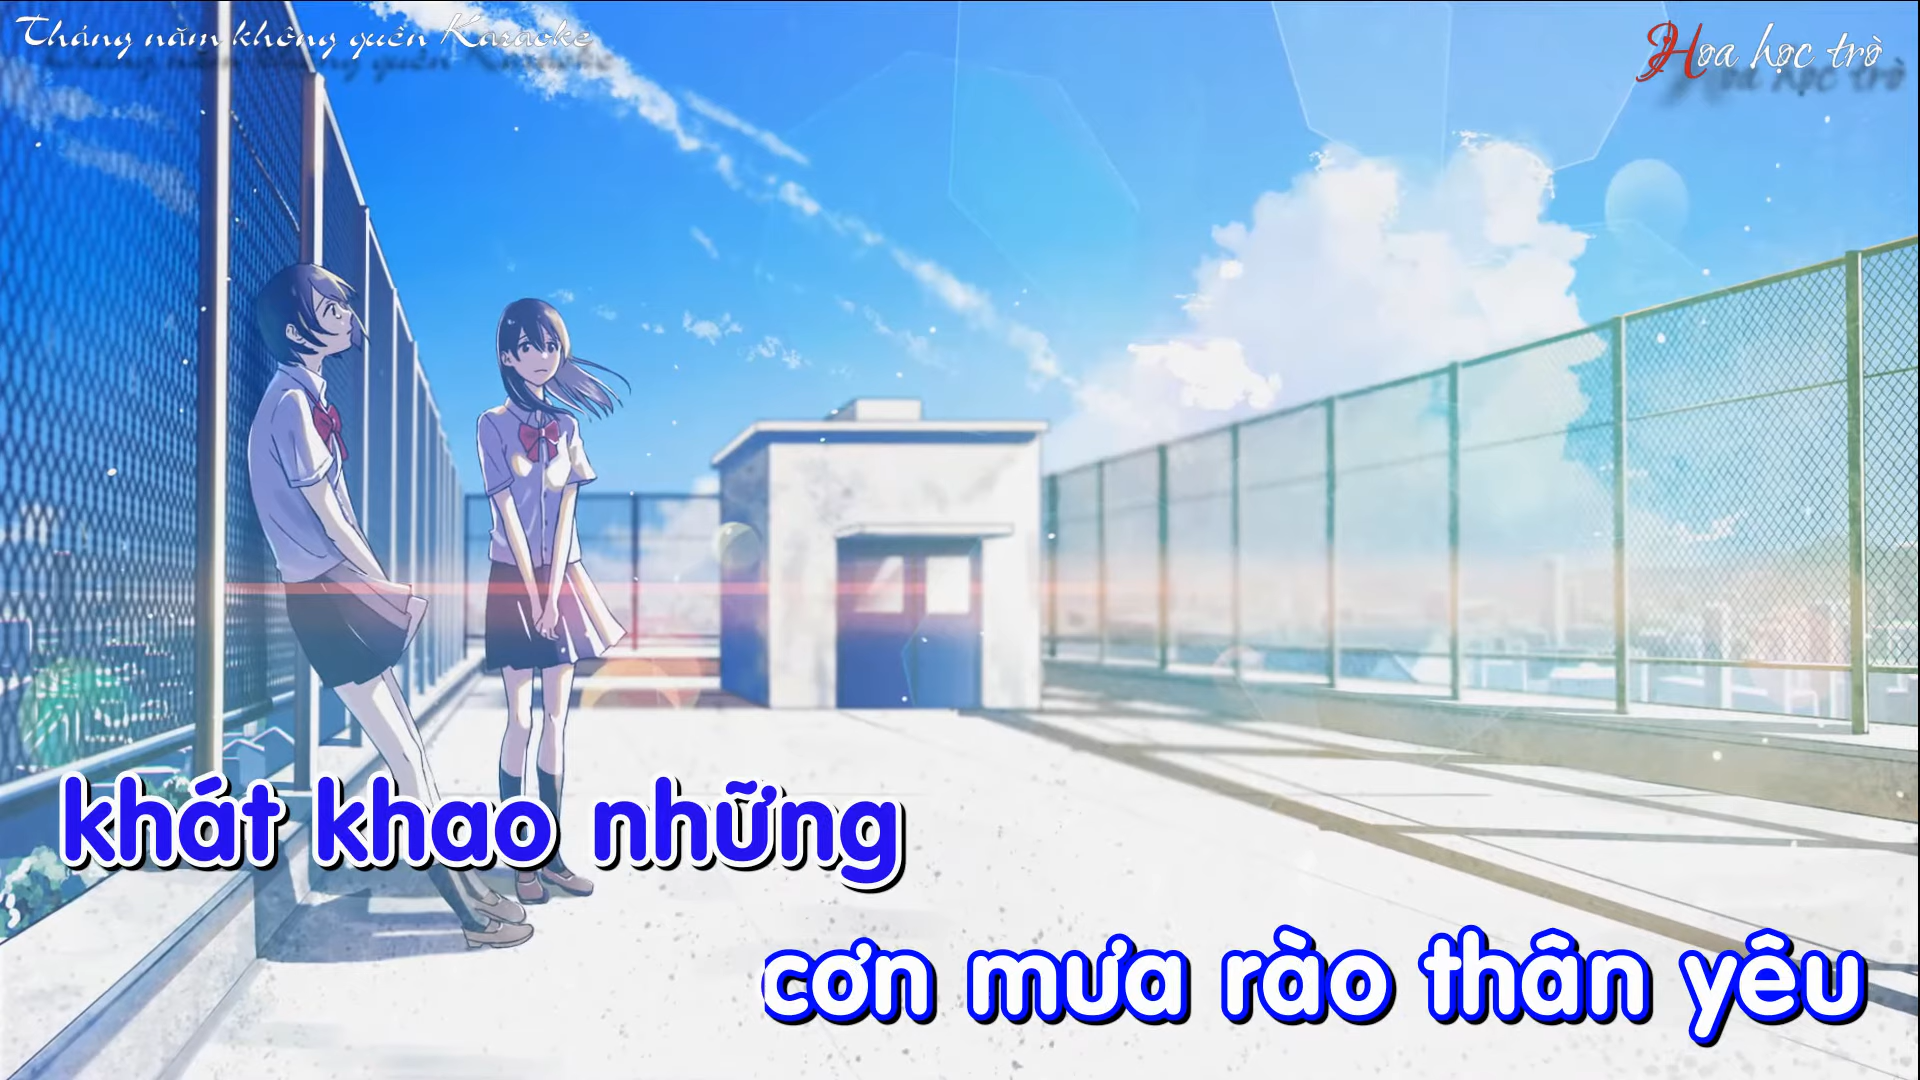 Tháng năm không quên Karaoke
Hoa học trò
khát khao những
cơn mưa rào thân yêu